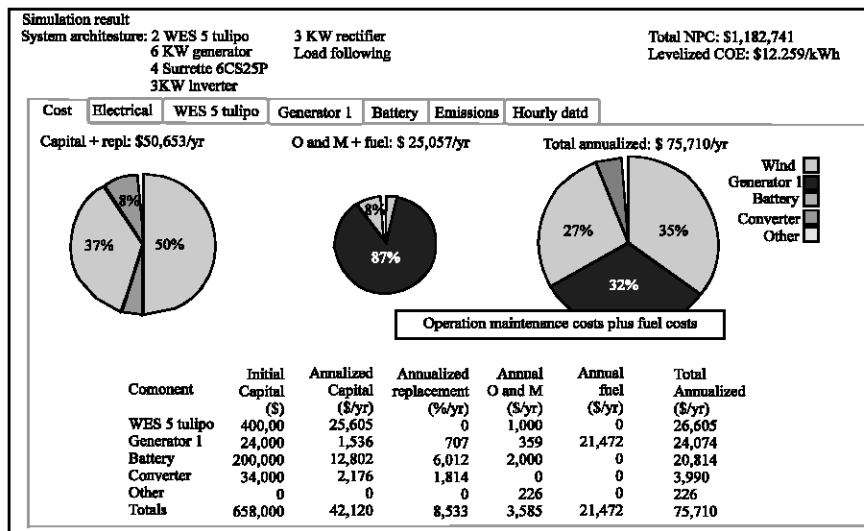 Simulation result
System architesture: 2 WES 5 tulipo 3 KW rectifier Total NPC: $1,182,741
6 KW generator Load following Levelized COE: $12.259/kWh
4 Surrette 6CS25P
3KW inverter
Cost Electrical WES 5 tulipo Generator 1 Battery Emissions Hourly datd
Capital + repl: $50,653/yr O and M + fuel: $ 25,057/yr Total annualized: $ 75,710/yr
Wind
Generator 1
Battery
Converter
Other
8% 37% 50%
8% 87%
27% 35% 32%
Operation maintenance costs plus fuel costs
Initial Annalized Annualized Annual Annual Total
Comonent Capital Capital replacement O and M fuel Annualized
($) ($/yr) (%/yr) ($/yr) ($/yr) ($/yr)
WES 5 tulipo 400,00 25,605 0 1,000 0 26,605
Generator 1 24,000 1,536 707 359 21,472 24,074
Battery 200,000 12,802 6,012 2,000 0 20,814
Converter 34,000 2,176 1,814 0 0 3,990
Other 0 0 0 226 0 226
Totals 658,000 42,120 8,533 3,585 21,472 75,710